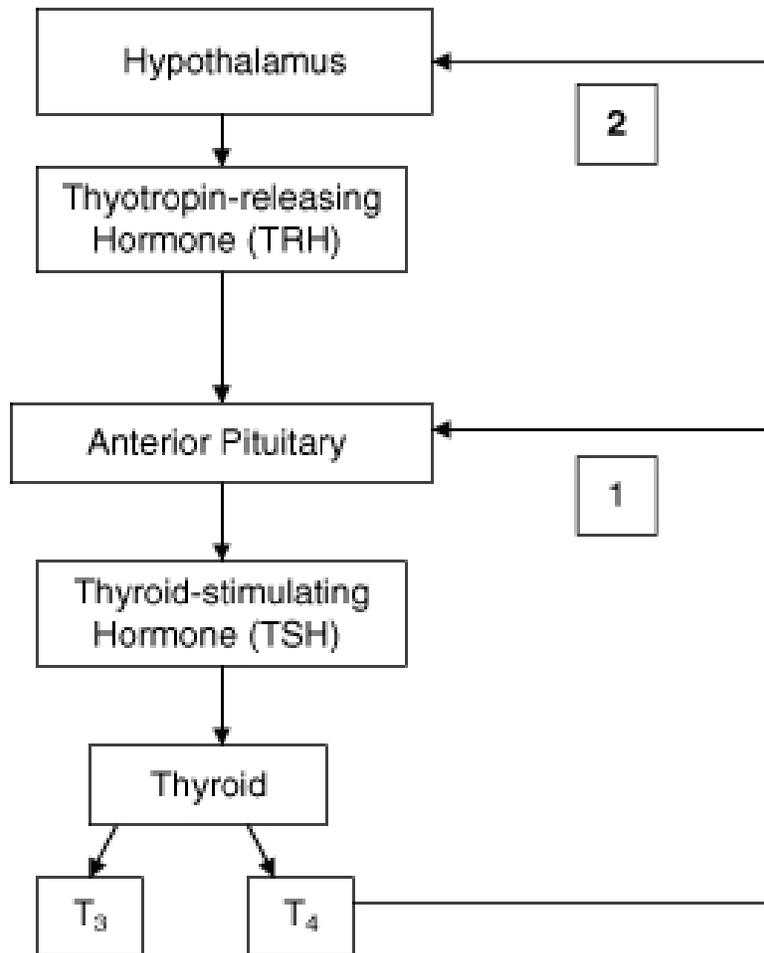 Hypothalamus
2
Thyotropin-releasing
Hormone (TRH)
Anterior Pituitary
1
Thyroid-stimulating
Hormone (TSH)
Thyroid
T₃
T₄